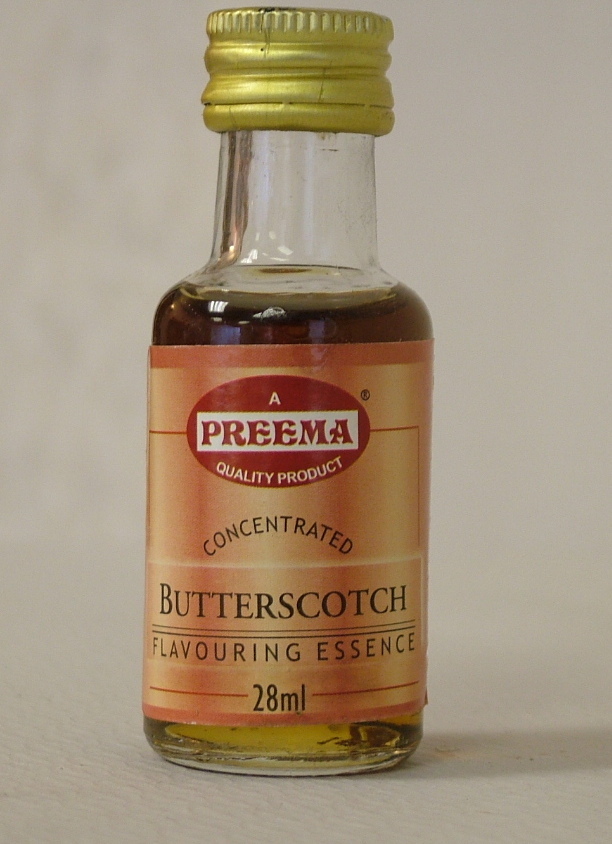 A
PREEMA
®
QUALITY PRODUCT
CONCENTRATED
BUTTERSCOTCH
FLAVOURING ESSENCE
28ml